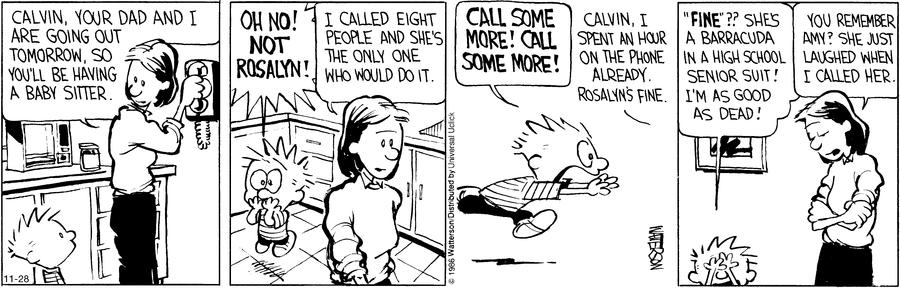 CALVIN, YOUR DAD AND I
ARE GOING OUT
TOMORROW, SO
YOU'LL BE HAVING
A BABY SITTER.
11-28
OH NO!
NOT
ROSALYN!
I CALLED EIGHT
PEOPLE AND SHE'S
THE ONLY ONE
WHO WOULD DO IT.
© 1986 Watterson/Distributed by Universal Uclick
CALL SOME
MORE! CALL
SOME MORE!
CALVIN, I
SPENT AN HOUR
ON THE PHONE
ALREADY.
ROSALYN'S FINE.
WATTERSON
"FINE"?? SHE'S
A BARRACUDA
IN A HIGH SCHOOL
SENIOR SUIT!
I'M AS GOOD
AS DEAD!
YOU REMEMBER
AMY? SHE JUST
LAUGHED WHEN
I CALLED HER.